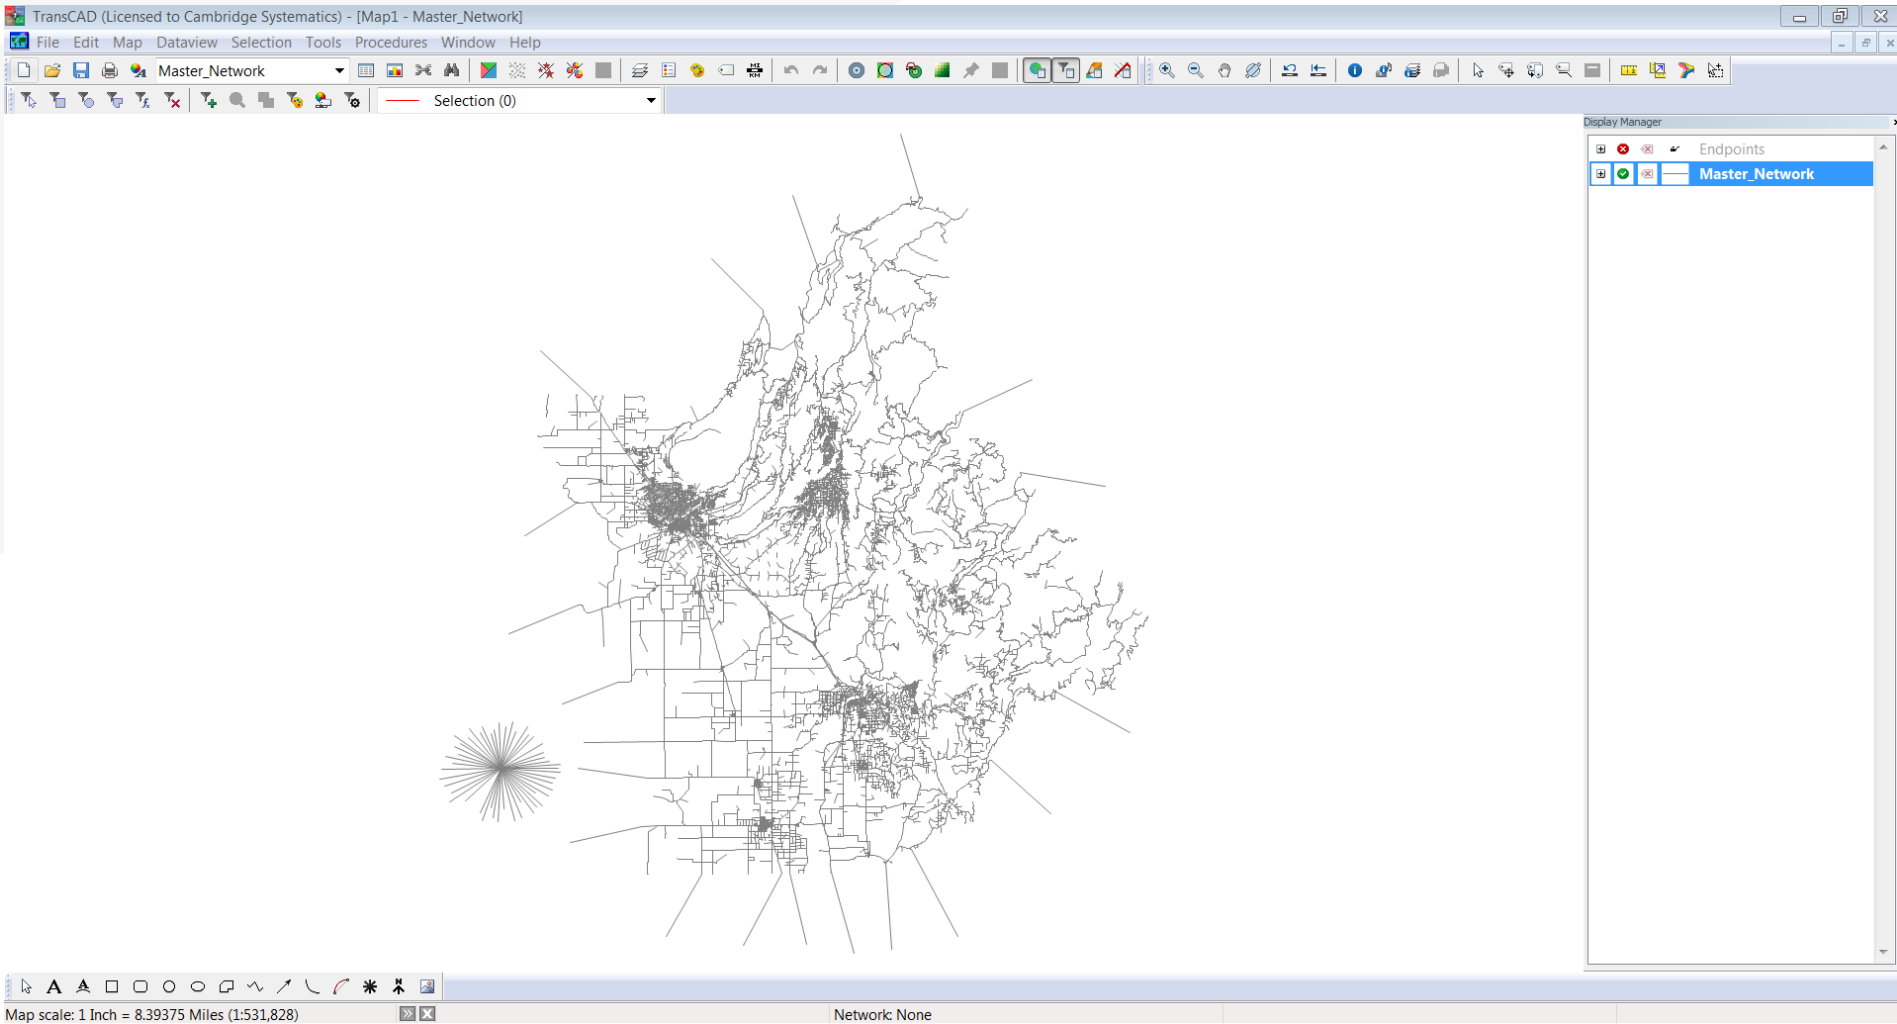 TransCAD (Licensed to Cambridge Systematics) - [Map1 - Master_Network]
File Edit Map Dataview Selection Tools Procedures Window Help
Master_Network
Selection (0)
Display Manager
Endpoints
Master_Network
Map scale: 1 Inch = 8.39375 Miles (1:531,828)
Network: None